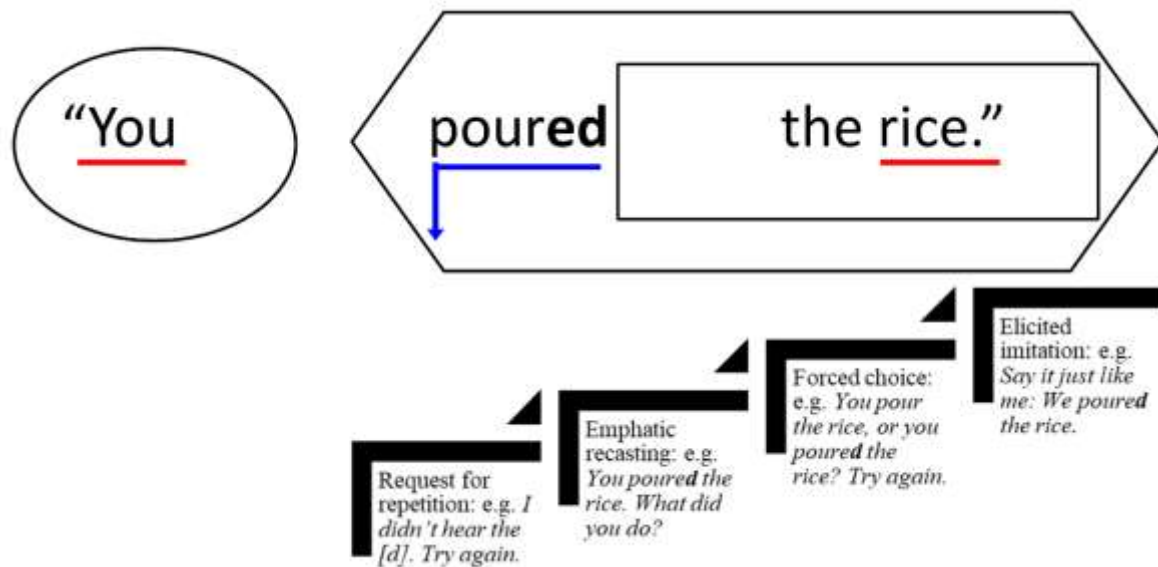 “You poured the rice.”
Request for
repetition: e.g. I
didn’t hear the
[d]. Try again.
Emphatic
recasting: e.g.
You poured the
rice. What did
you do?
Forced choice:
e.g. You pour
the rice, or you
poured the
rice? Try again.
Elicited
imitation: e.g.
Say it just like
me: We poured
the rice.